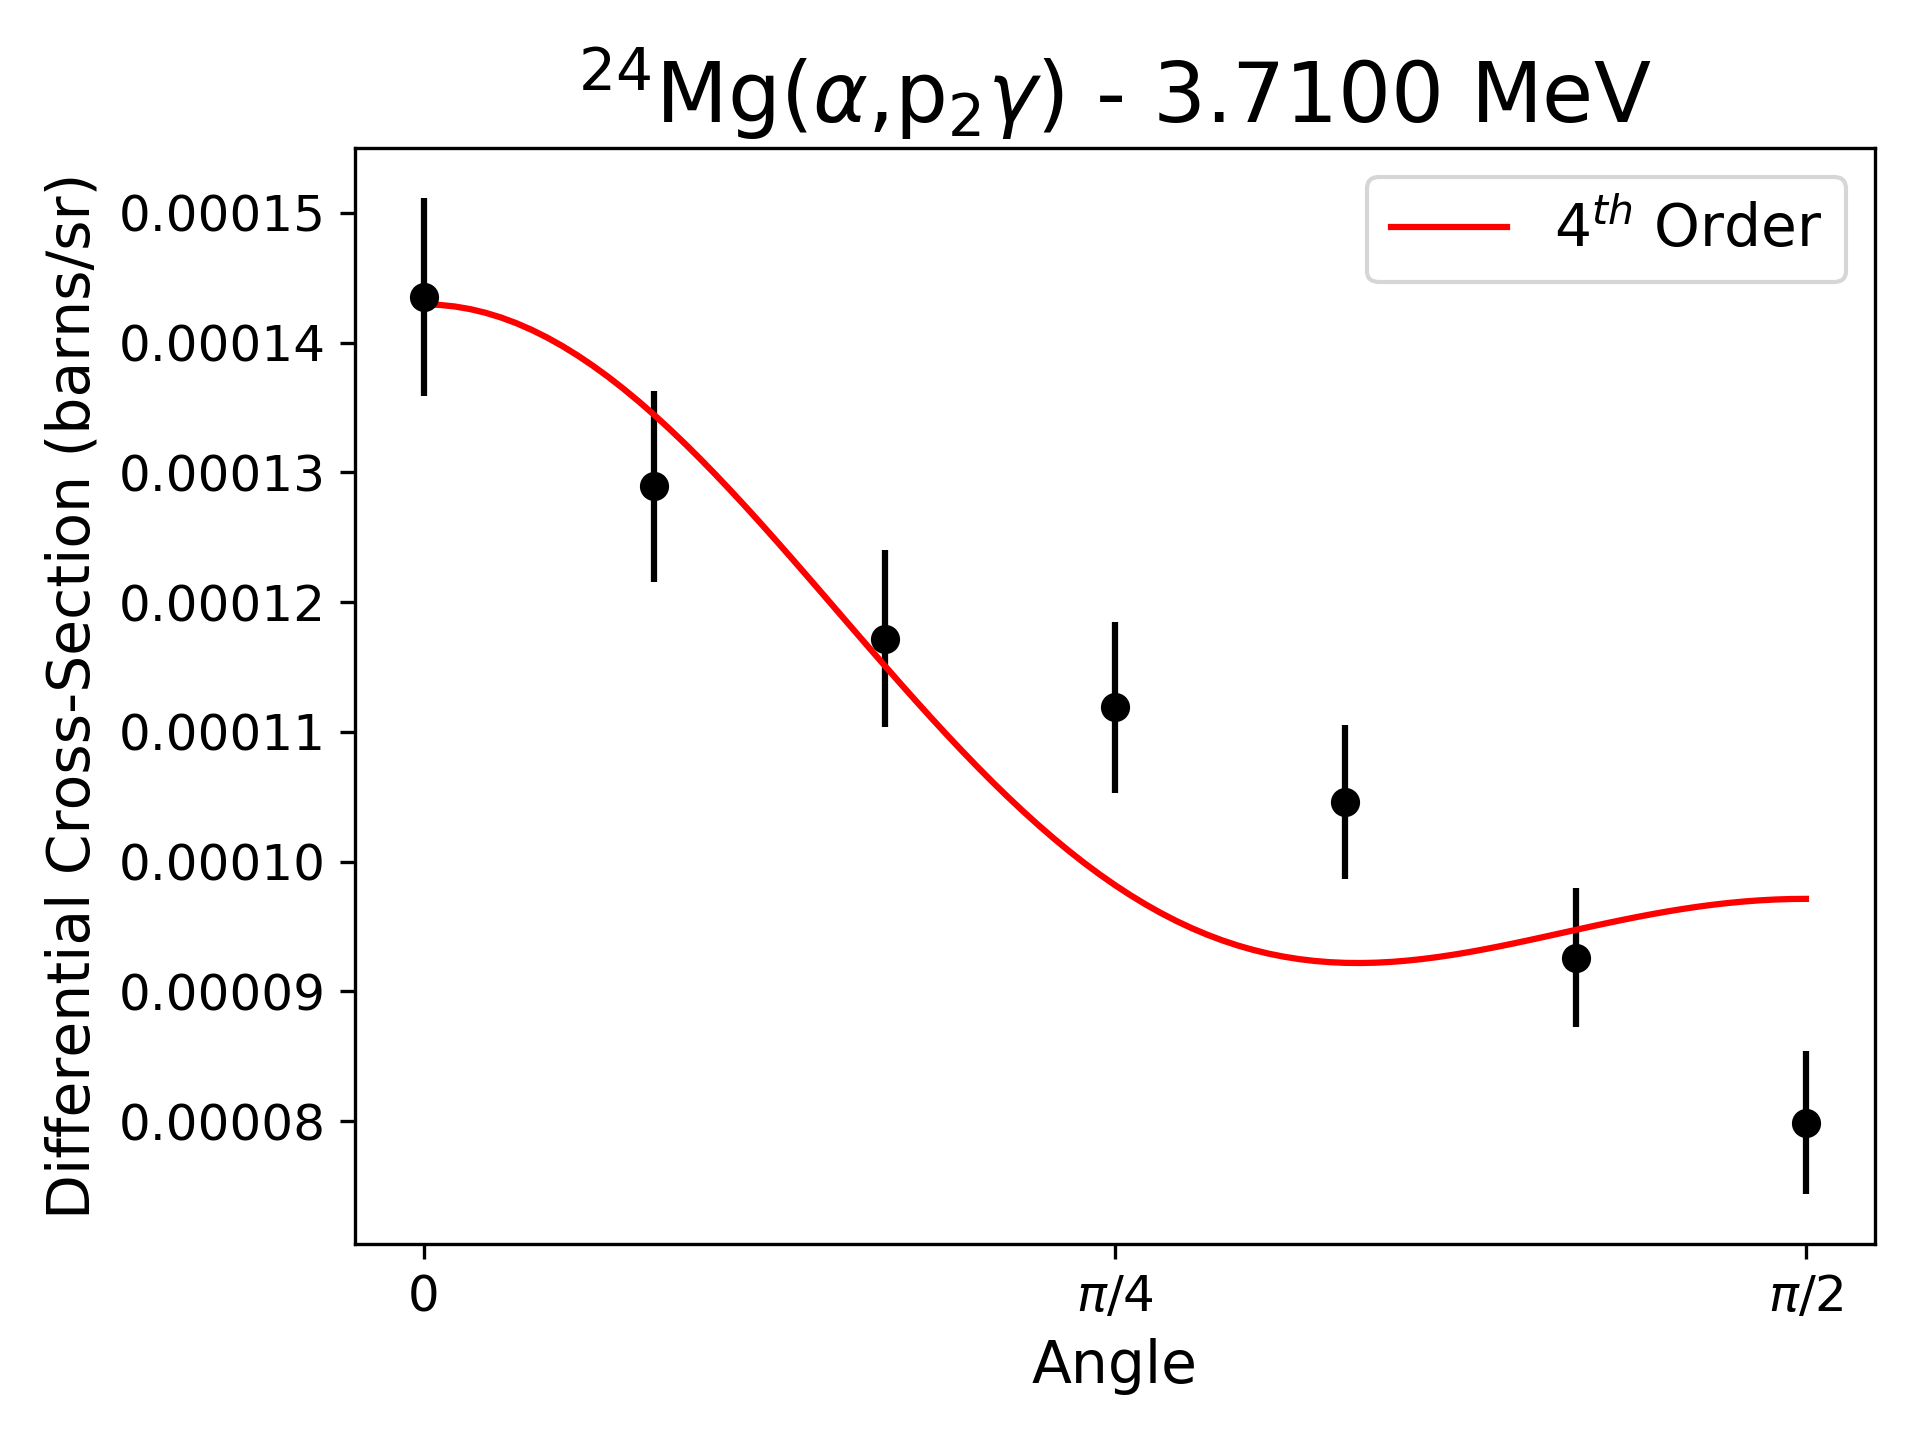 ²⁴Mg(α,p₂γ) - 3.7100 MeV
4ᵗʰ Order
Differential Cross-Section (barns/sr)
0.00015
0.00014
0.00013
0.00012
0.00011
0.00010
0.00009
0.00008
0 π/4 π/2
Angle